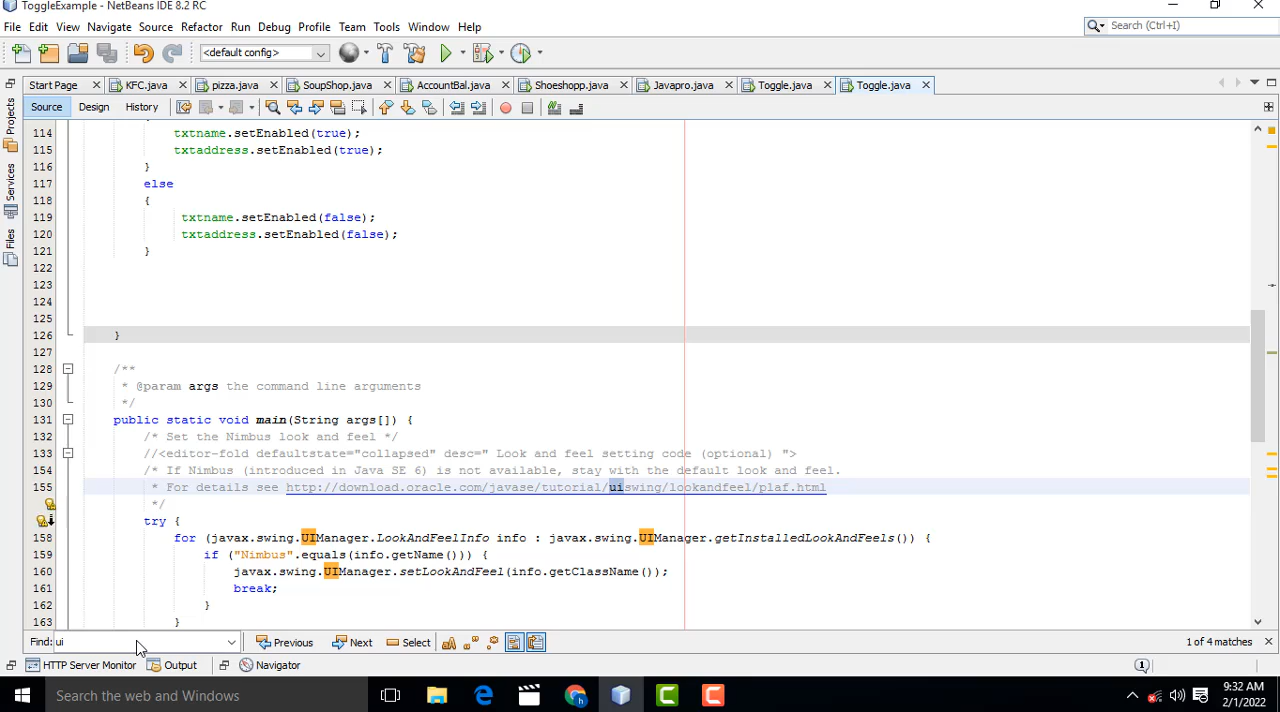 ToggleExample - NetBeans IDE 8.2 RC
File Edit View Navigate Source Refactor Run Debug Profile Team Tools Window Help
Search (Ctrl+I)
<default config>
Start Page KFC.java pizza.java SoupShop.java AccountBal.java Shoeshopp.java Javapro.java Toggle.java Toggle.java
Source Design History
Projects
Services
Files
114 txtname.setEnabled(true);
115 txtaddress.setEnabled(true);
116 }
117 else
118 {
119 txtname.setEnabled(false);
120 txtaddress.setEnabled(false);
121 }
122
123
124
125
126 }
127
128 /**
129 * @param args the command line arguments
130 */
131 public static void main(String args[]) {
132 /* Set the Nimbus look and feel */
133 //<editor-fold defaultstate="collapsed" desc=" Look and feel setting code (optional) ">
154 /* If Nimbus (introduced in Java SE 6) is not available, stay with the default look and feel.
155 * For details see http://download.oracle.com/javase/tutorial/uiswing/lookandfeel/plaf.html
*/
try {
158 for (javax.swing.UIManager.LookAndFeelInfo info : javax.swing.UIManager.getInstalledLookAndFeels()) {
159 if ("Nimbus".equals(info.getName())) {
160 javax.swing.UIManager.setLookAndFeel(info.getClassName());
161 break;
162 }
163 }
Find: ui Previous Next Select 1 of 4 matches
HTTP Server Monitor Output Navigator 1
Search the web and Windows
9:32 AM
2/1/2022